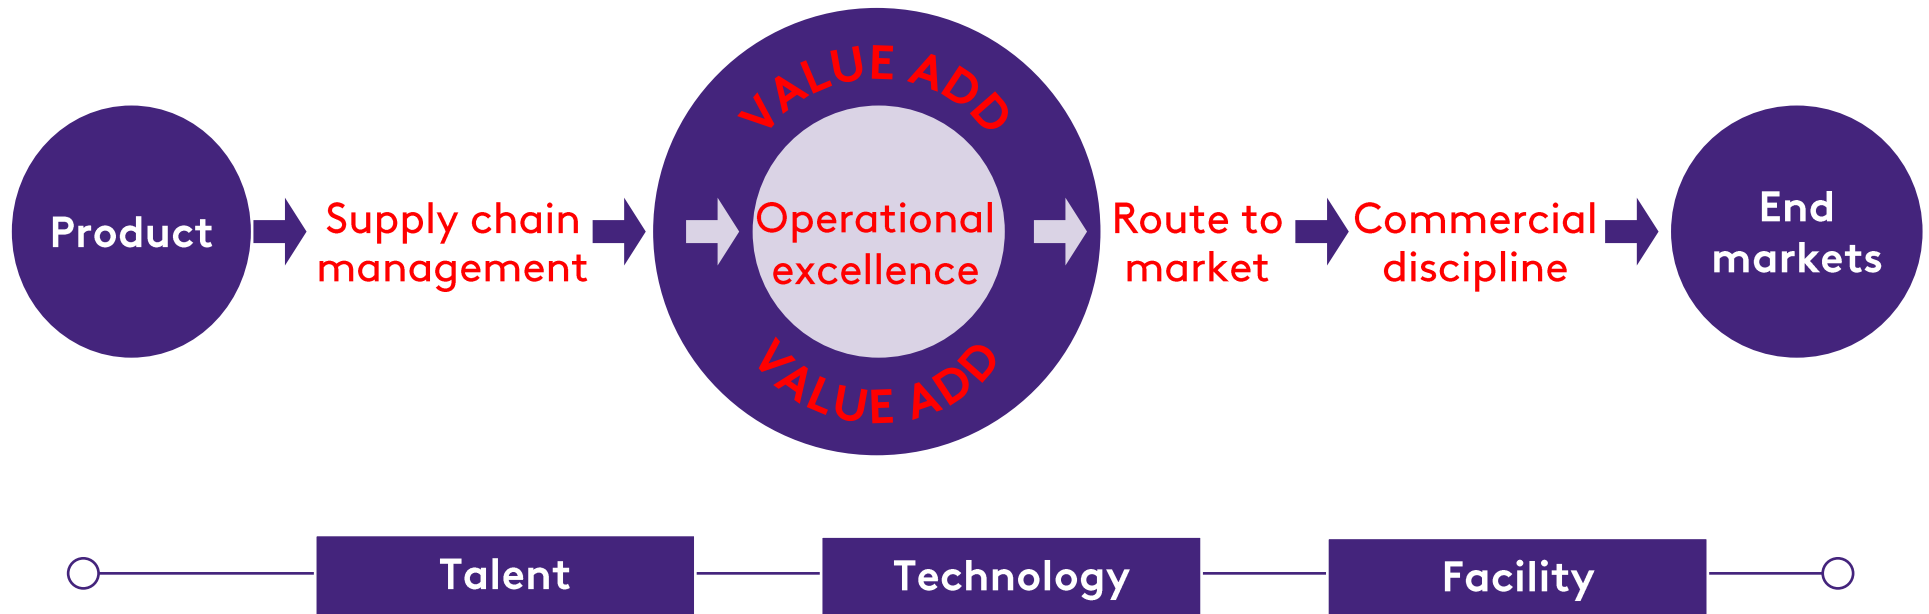 VALUE ADD
Product
Supply chain
management
Operational
excellence
Route to
market
Commercial
discipline
End
markets
VALUE ADD
Talent
Technology
Facility